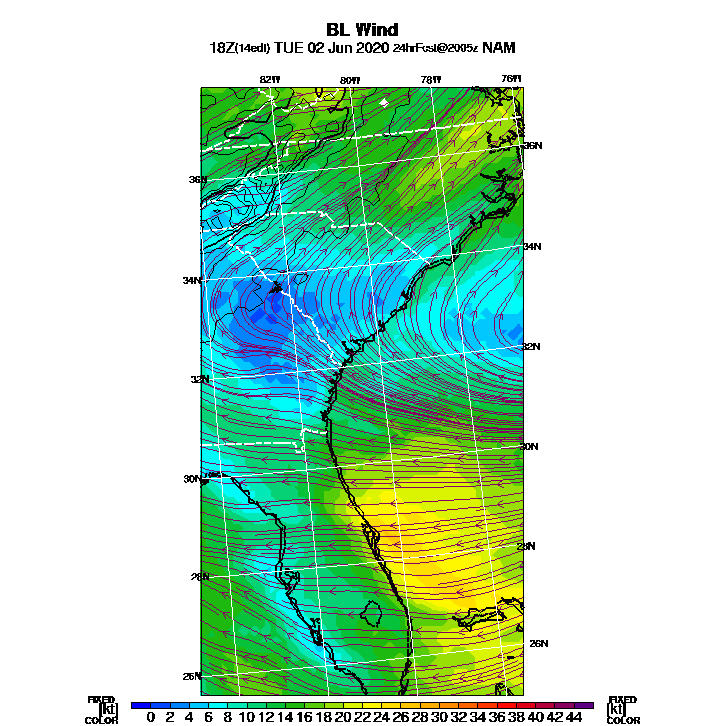 BL Wind
18Z(14edt) TUE 02 Jun 2020 24hrFcst@2005z NAM
82W 80W 78W 76W
36N
36N
34N
34N
32N
32N
30N
30N
28N
28N
26N
26N
FIXED FIXED
[kt] 0 2 4 6 8 10 12 14 16 18 20 22 24 26 28 30 32 34 36 38 40 42 44 [kt]
COLOR COLOR